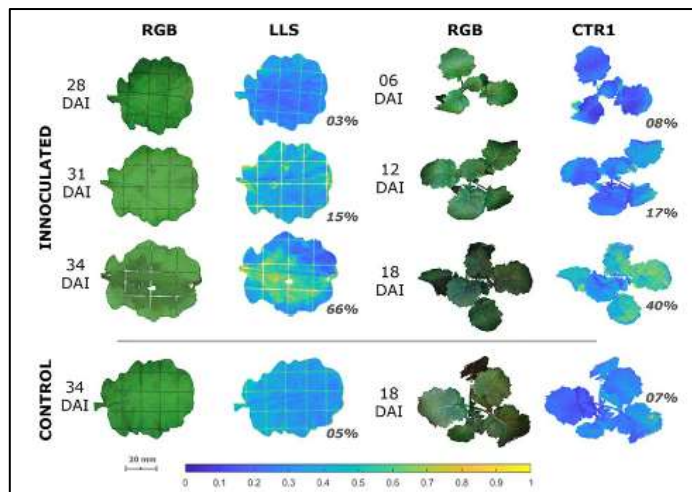 RGB LLS RGB CTR1
INNOCULATED
28 DAI 03% 06 DAI 08%
31 DAI 15% 12 DAI 17%
34 DAI 66% 18 DAI 40%
CONTROL
34 DAI 05% 18 DAI 07%
20 mm
0 0.1 0.2 0.3 0.4 0.5 0.6 0.7 0.8 0.9 1